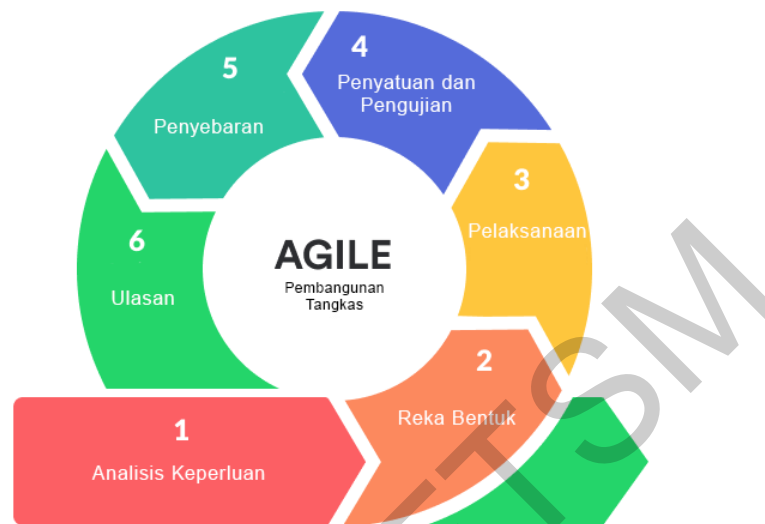 AGILE
Pembangunan
Tangkas
1
Analisis Keperluan
2
Reka Bentuk
3
Pelaksanaan
4
Penyatuan dan
Pengujian
5
Penyebaran
6
Ulasan
FTSM